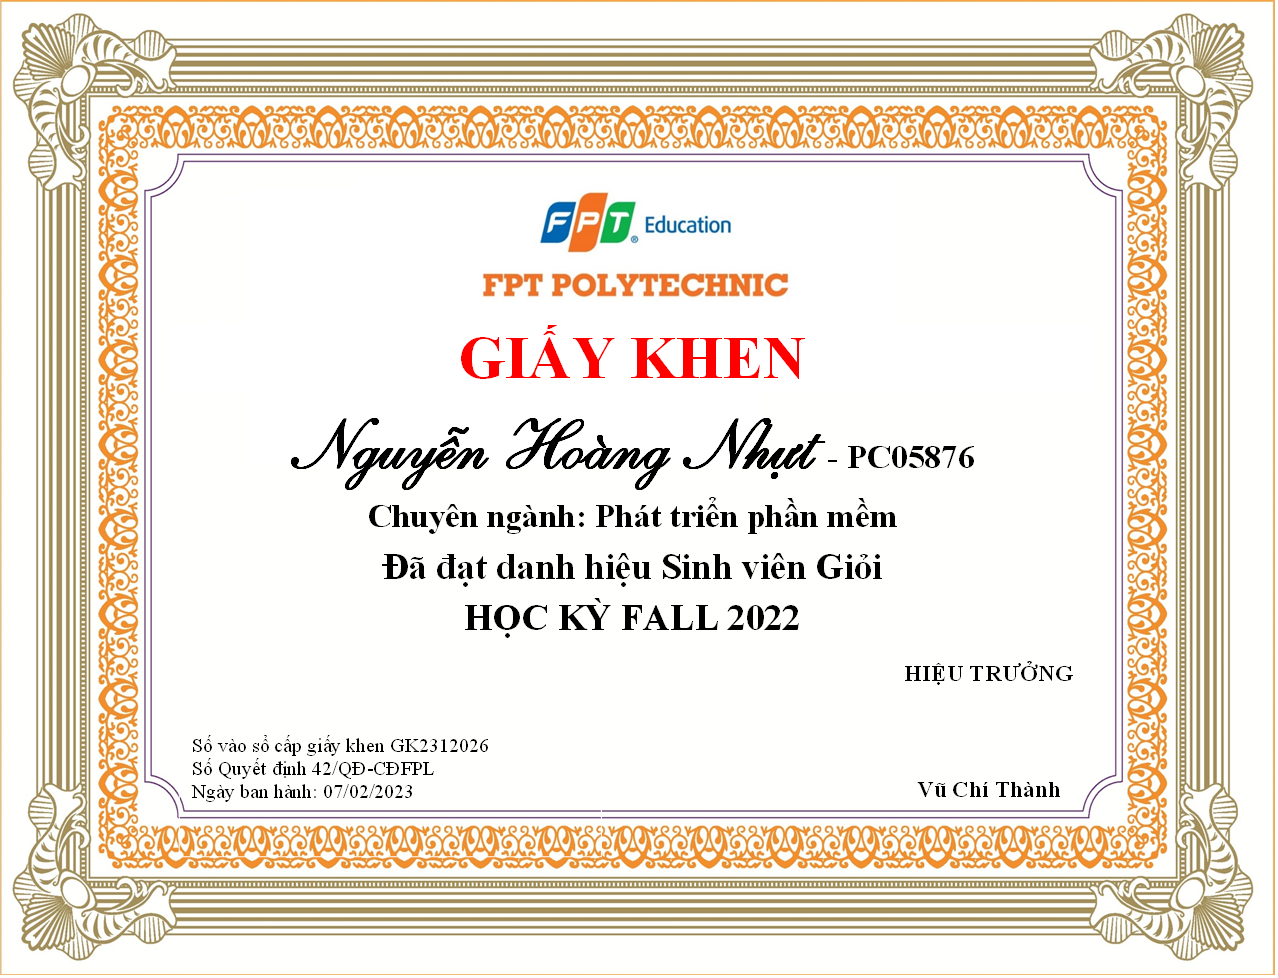 FPT® Education
FPT POLYTECHNIC
GIẤY KHEN
Nguyễn Hoàng Nhựt - PC05876
Chuyên ngành: Phát triển phần mềm
Đã đạt danh hiệu Sinh viên Giỏi
HỌC KỲ FALL 2022
HIỆU TRƯỞNG
Số vào sổ cấp giấy khen GK2312026
Số Quyết định 42/QĐ-CĐFPL
Ngày ban hành: 07/02/2023
Vũ Chí Thành